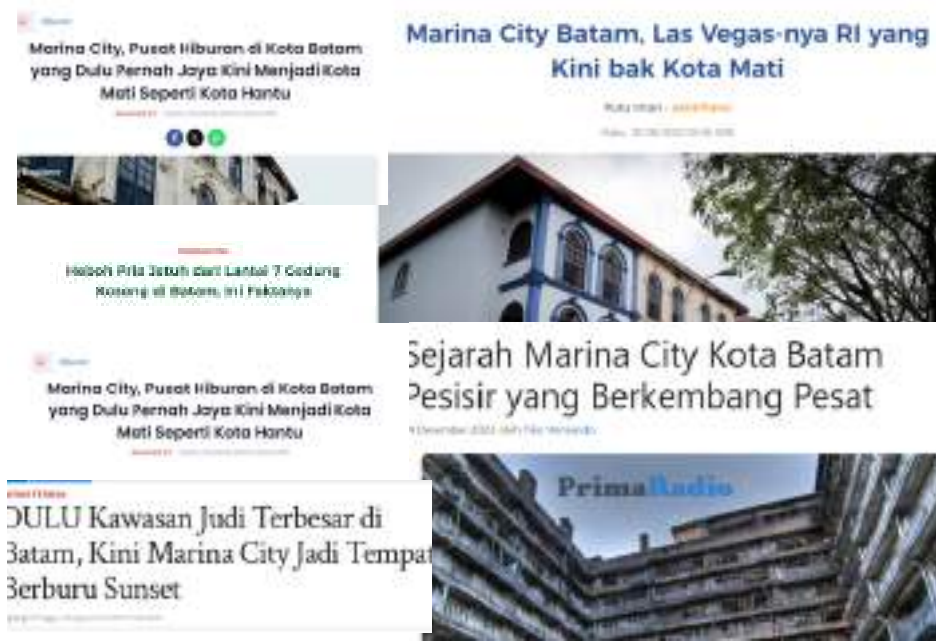 Marina City, Pusat Hiburan di Kota Batam
yang Dulu Pernah Jaya Kini Menjadi Kota
Mati Seperti Kota Hantu
Marina City Batam, Las Vegas-nya RI yang
Kini bak Kota Mati
Heboh Pria Jatuh dari Lantai 7 Gedung
Kosong di Batam, Ini Faktanya
Marina City, Pusat Hiburan di Kota Batam
yang Dulu Pernah Jaya Kini Menjadi Kota
Mati Seperti Kota Hantu
Sejarah Marina City Kota Batam
Pesisir yang Berkembang Pesat
PrimaRadio
DULU Kawasan Judi Terbesar di
Batam, Kini Marina City Jadi Tempat
Berburu Sunset